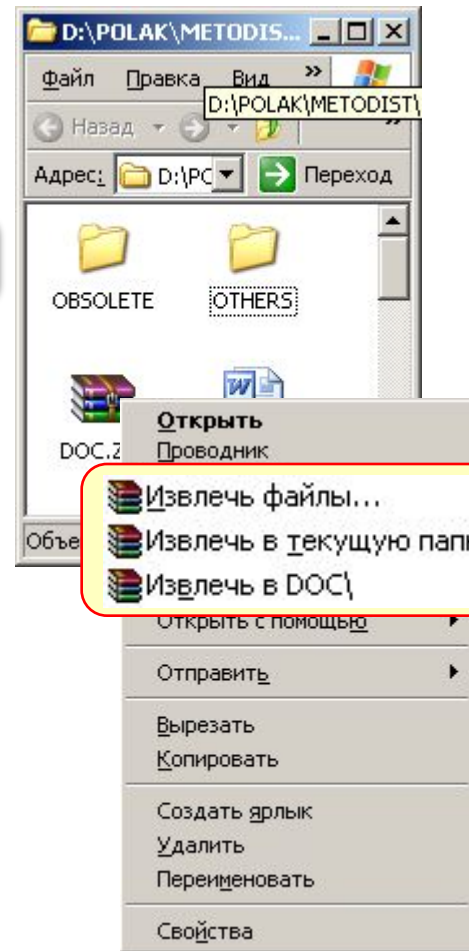 D:\POLAK\METODIS...
Файл Правка Вид »
D:\POLAK\METODIST\
Назад
Адрес: D:\PC Переход
OBSOLETE OTHERS
DOC.Z
Открыть
Проводник
Извлечь файлы...
Объе
Извлечь в текущую пап
Извлечь в DOC\
Открыть с помощью
Отправить
Вырезать
Копировать
Создать ярлык
Удалить
Переименовать
Свойства